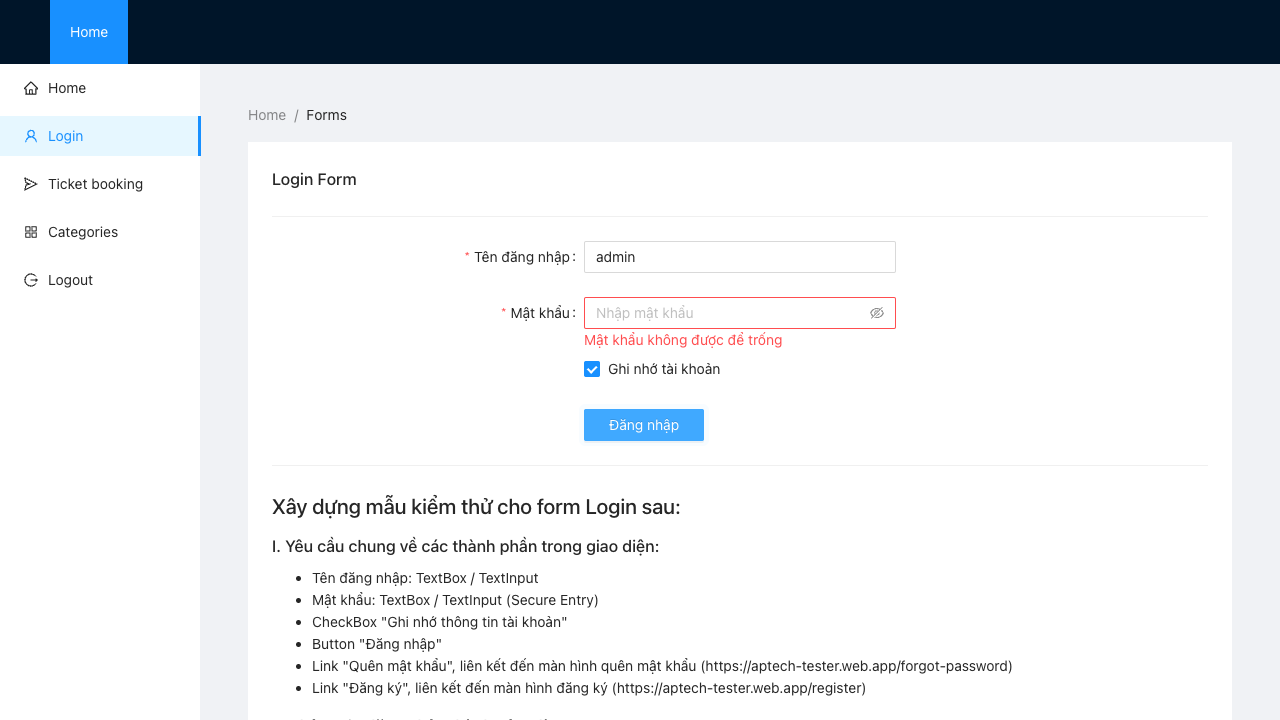 Home
Home
Login
Ticket booking
Categories
Logout
Home / Forms
Login Form
* Tên đăng nhập :
admin
* Mật khẩu :
Nhập mật khẩu
Mật khẩu không được để trống
Ghi nhớ tài khoản
Đăng nhập
Xây dựng mẫu kiểm thử cho form Login sau:
I. Yêu cầu chung về các thành phần trong giao diện:
Tên đăng nhập: TextBox / TextInput
Mật khẩu: TextBox / TextInput (Secure Entry)
CheckBox "Ghi nhớ thông tin tài khoản"
Button "Đăng nhập"
Link "Quên mật khẩu", liên kết đến màn hình quên mật khẩu (https://aptech-tester.web.app/forgot-password)
Link "Đăng ký", liên kết đến màn hình đăng ký (https://aptech-tester.web.app/register)